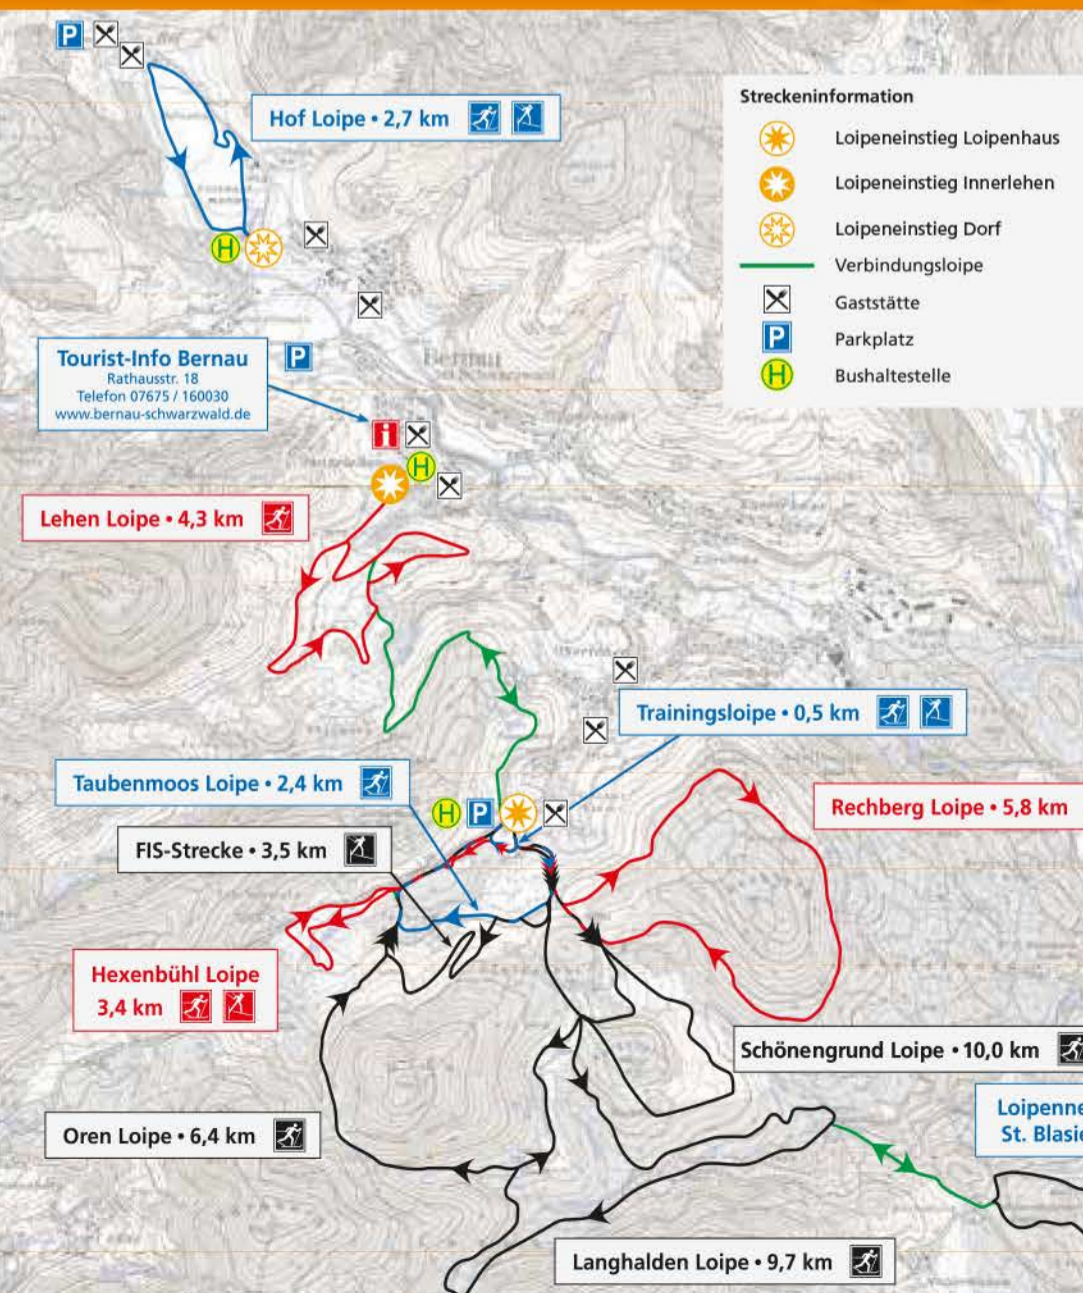 P
Hof Loipe • 2,7 km
H
Streckeninformation
Loipeneinstieg Loipenhaus
Loipeneinstieg Innerlehen
Loipeneinstieg Dorf
Verbindungsloipe
Gaststätte
P Parkplatz
H Bushaltestelle
Tourist-Info Bernau
Rathausstr. 18
Telefon 07675 / 160030
www.bernau-schwarzwald.de
P
Bernau
i
H
Lehen Loipe • 4,3 km
Trainingsloipe • 0,5 km
Taubenmoos Loipe • 2,4 km
H P
Rechberg Loipe • 5,8 km
FIS-Strecke • 3,5 km
Hexenbühl Loipe
3,4 km
Schönengrund Loipe • 10,0 km
Oren Loipe • 6,4 km
Loipenne
St. Blasie
Langhalden Loipe • 9,7 km